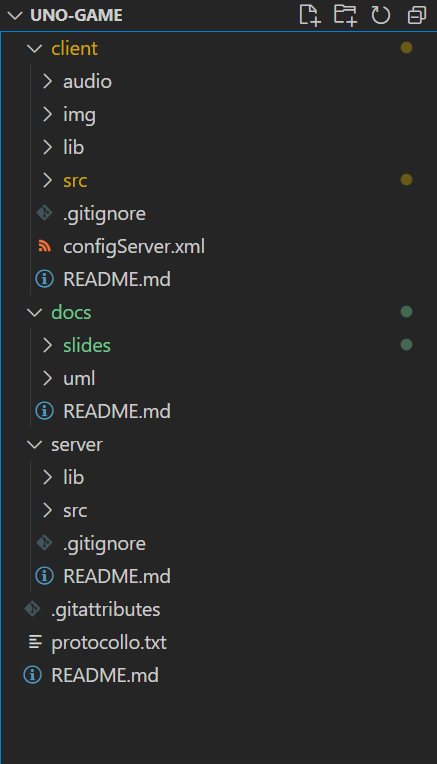 UNO-GAME
client
audio
img
lib
src
.gitignore
configServer.xml
README.md
docs
slides
uml
README.md
server
lib
src
.gitignore
README.md
.gitattributes
protocollo.txt
README.md